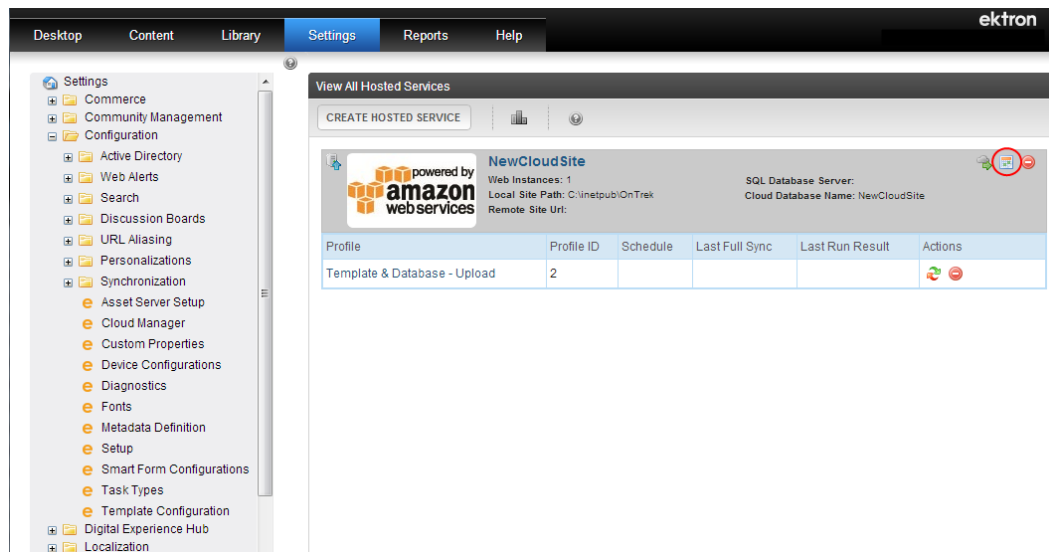 ektron
Desktop Content Library Settings Reports Help
Settings
Commerce
Community Management
Configuration
Active Directory
Web Alerts
Search
Discussion Boards
URL Aliasing
Personalizations
Synchronization
Asset Server Setup
Cloud Manager
Custom Properties
Device Configurations
Diagnostics
Fonts
Metadata Definition
Setup
Smart Form Configurations
Task Types
Template Configuration
Digital Experience Hub
Localization
View All Hosted Services
CREATE HOSTED SERVICE
powered by
amazon
webservices
NewCloudSite
Web Instances: 1
Local Site Path: C:\inetpub\OnTrek
Remote Site Url:
SQL Database Server:
Cloud Database Name: NewCloudSite
Profile Profile ID Schedule Last Full Sync Last Run Result Actions
Template & Database - Upload 2